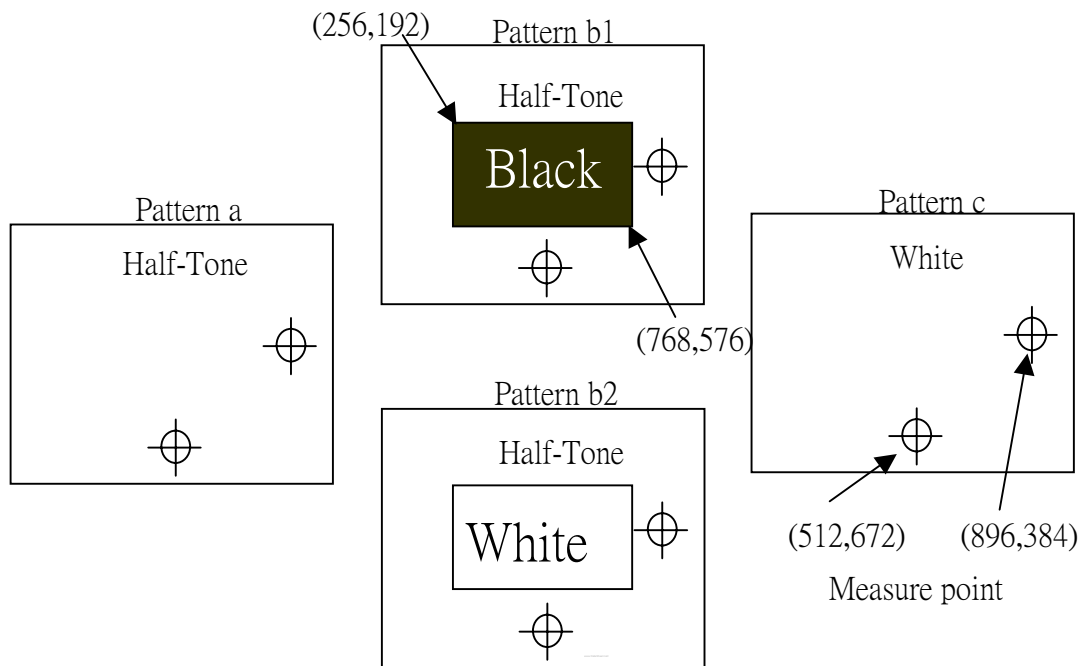 (256,192)
Pattern b1
Half-Tone
Black
Pattern a
Half-Tone
Pattern c
White
(768,576)
Pattern b2
Half-Tone
White
(512,672)
(896,384)
Measure point